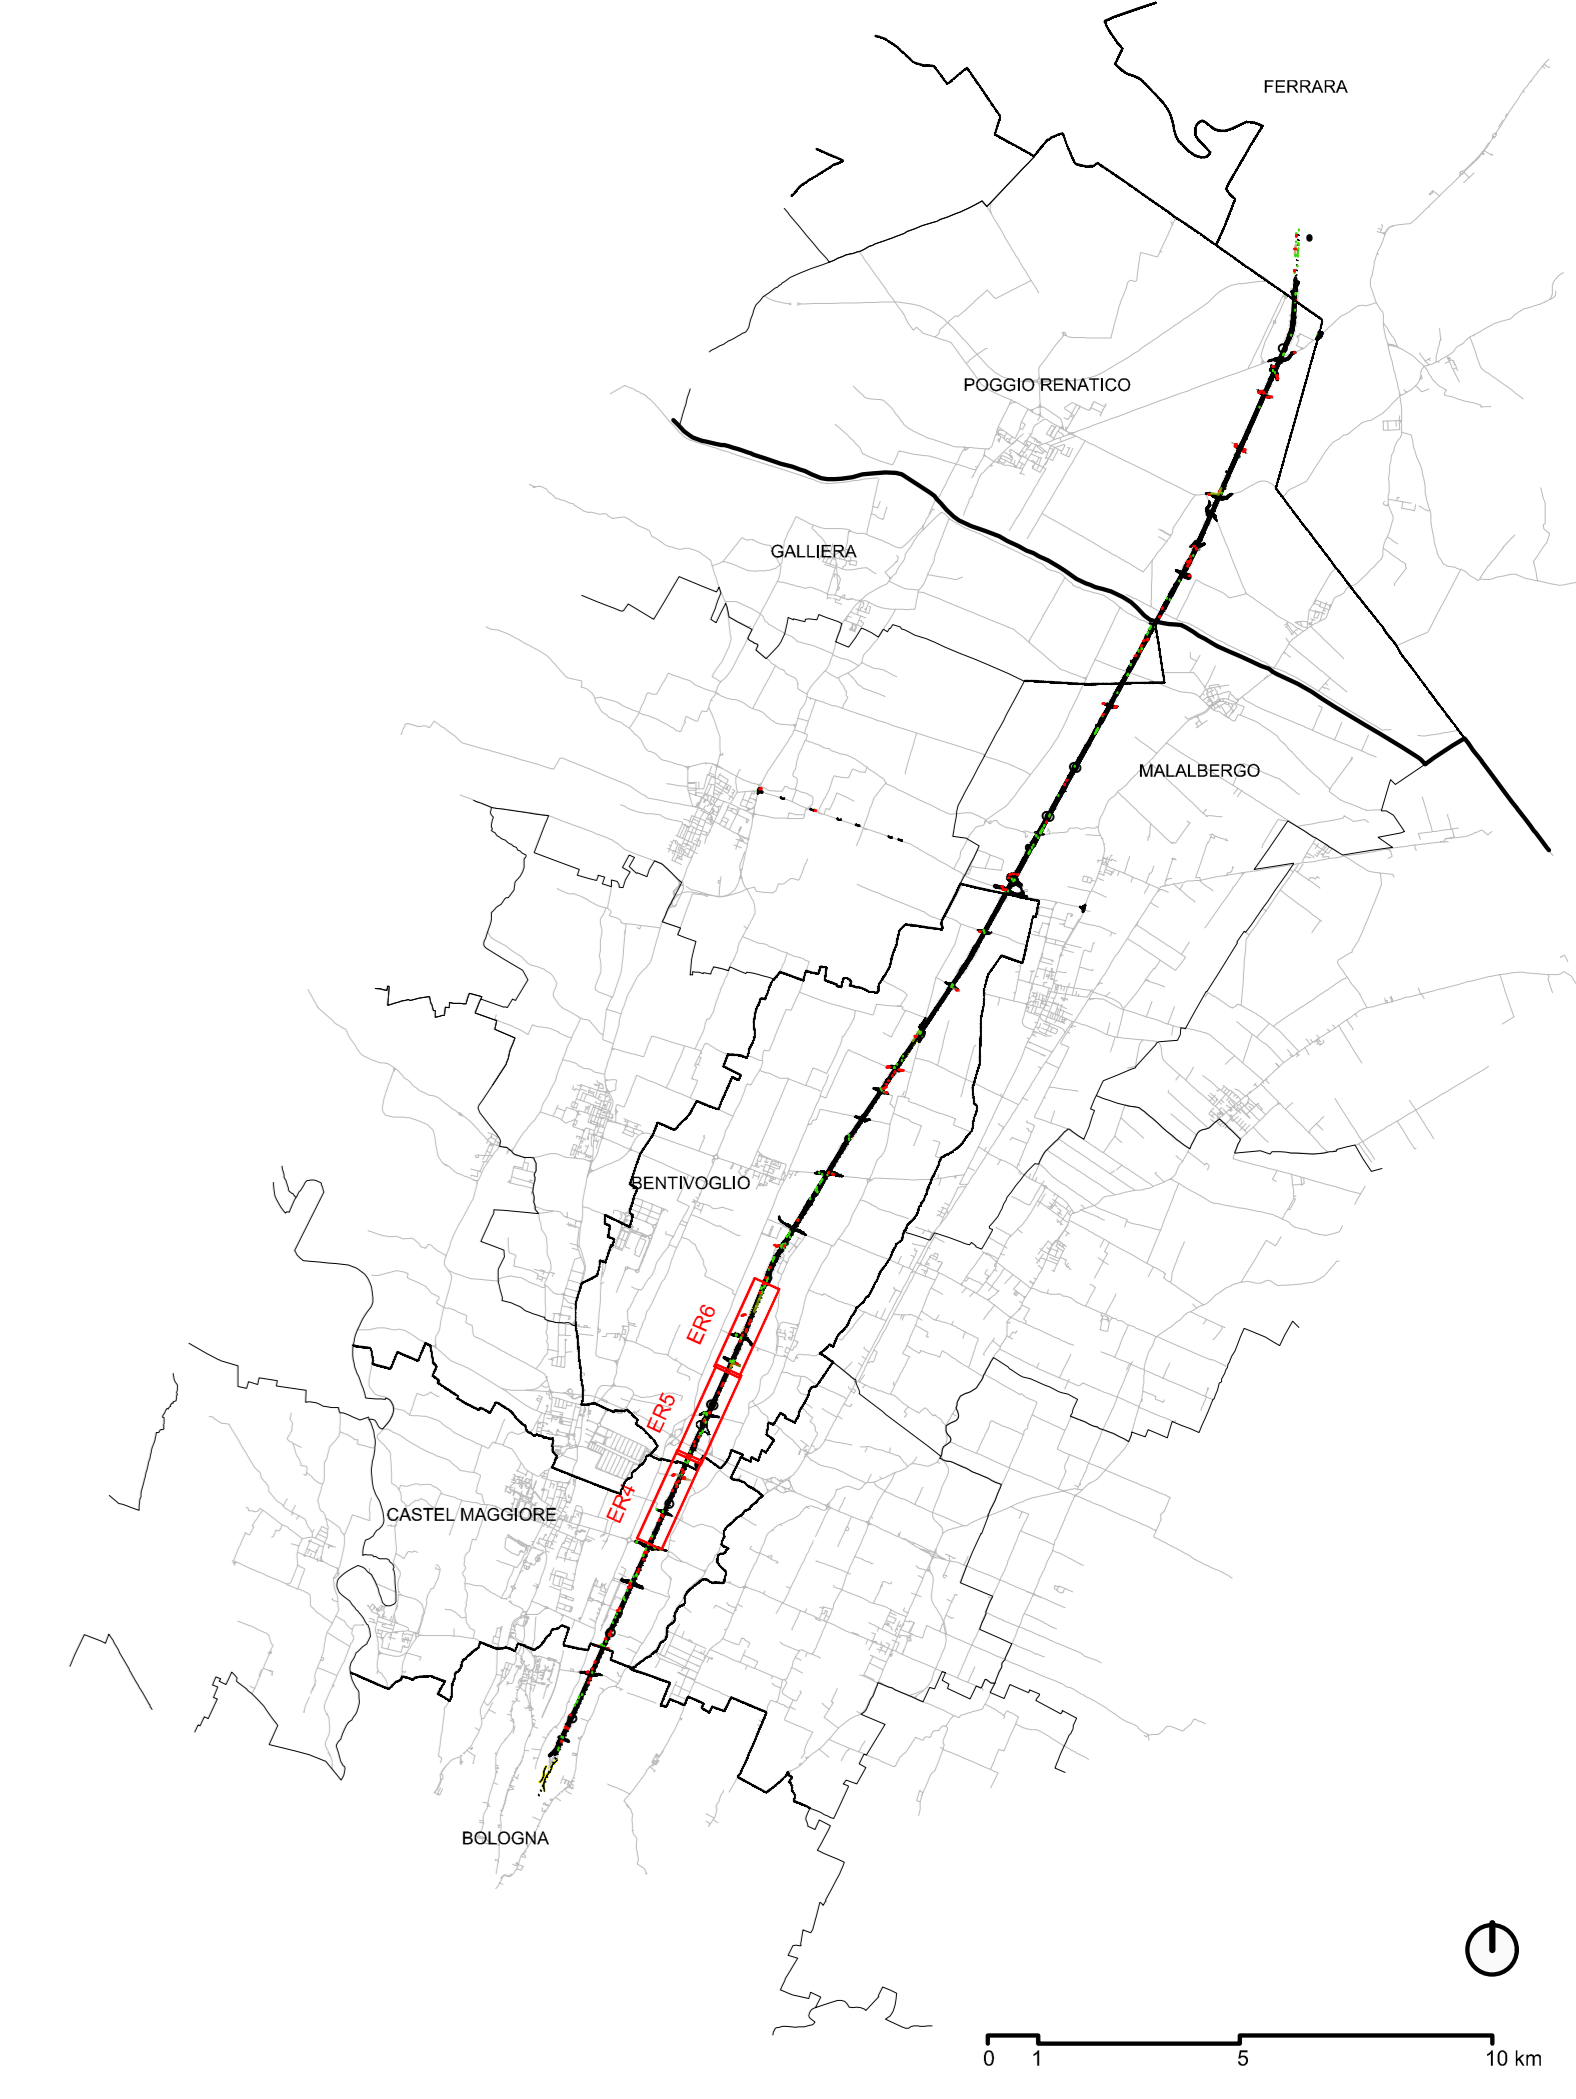 FERRARA
POGGIO RENATICO
GALLIERA
MALALBERGO
BENTIVOGLIO
ER6
ER5
ER4
CASTEL MAGGIORE
BOLOGNA
0 1 5 10 km